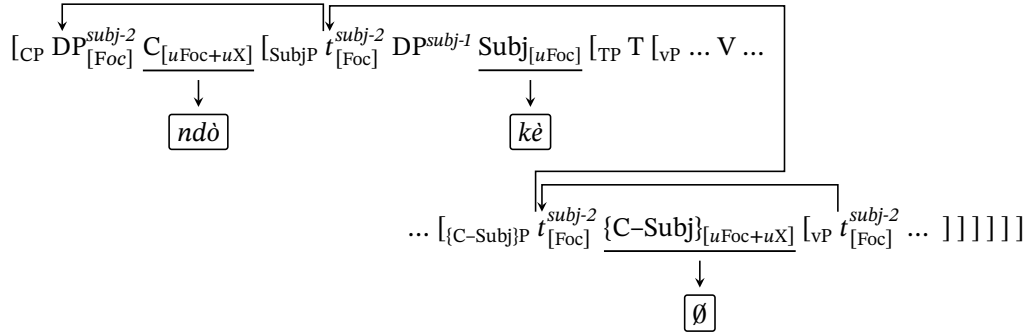 [CP DP^subj-2_[Foc] C_[uFoc+uX] [SubjP t^subj-2_[Foc] DP^subj-1 Subj_[uFoc] [TP T [vP ... V ...
ndò kè
... [{C–Subj}P t^subj-2_[Foc] {C–Subj}_[uFoc+uX] [vP t^subj-2_[Foc] ... ] ] ] ] ] ]
Ø